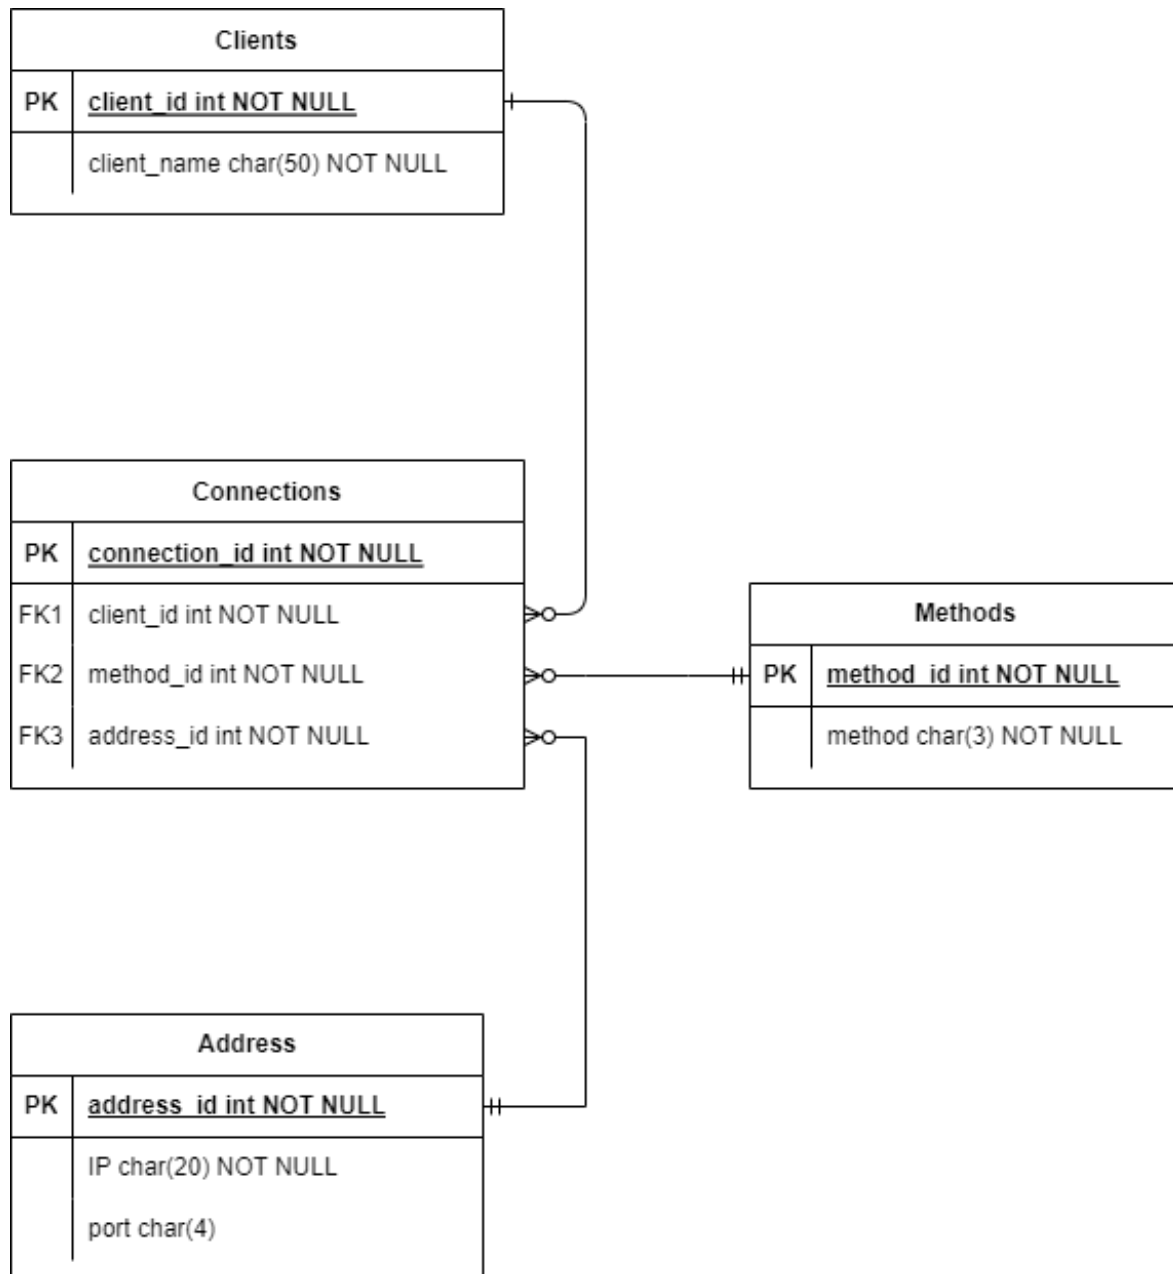 Clients
PK client_id int NOT NULL
client_name char(50) NOT NULL
Connections
PK connection_id int NOT NULL
FK1 client_id int NOT NULL
FK2 method_id int NOT NULL
FK3 address_id int NOT NULL
Methods
PK method_id int NOT NULL
method char(3) NOT NULL
Address
PK address_id int NOT NULL
IP char(20) NOT NULL
port char(4)